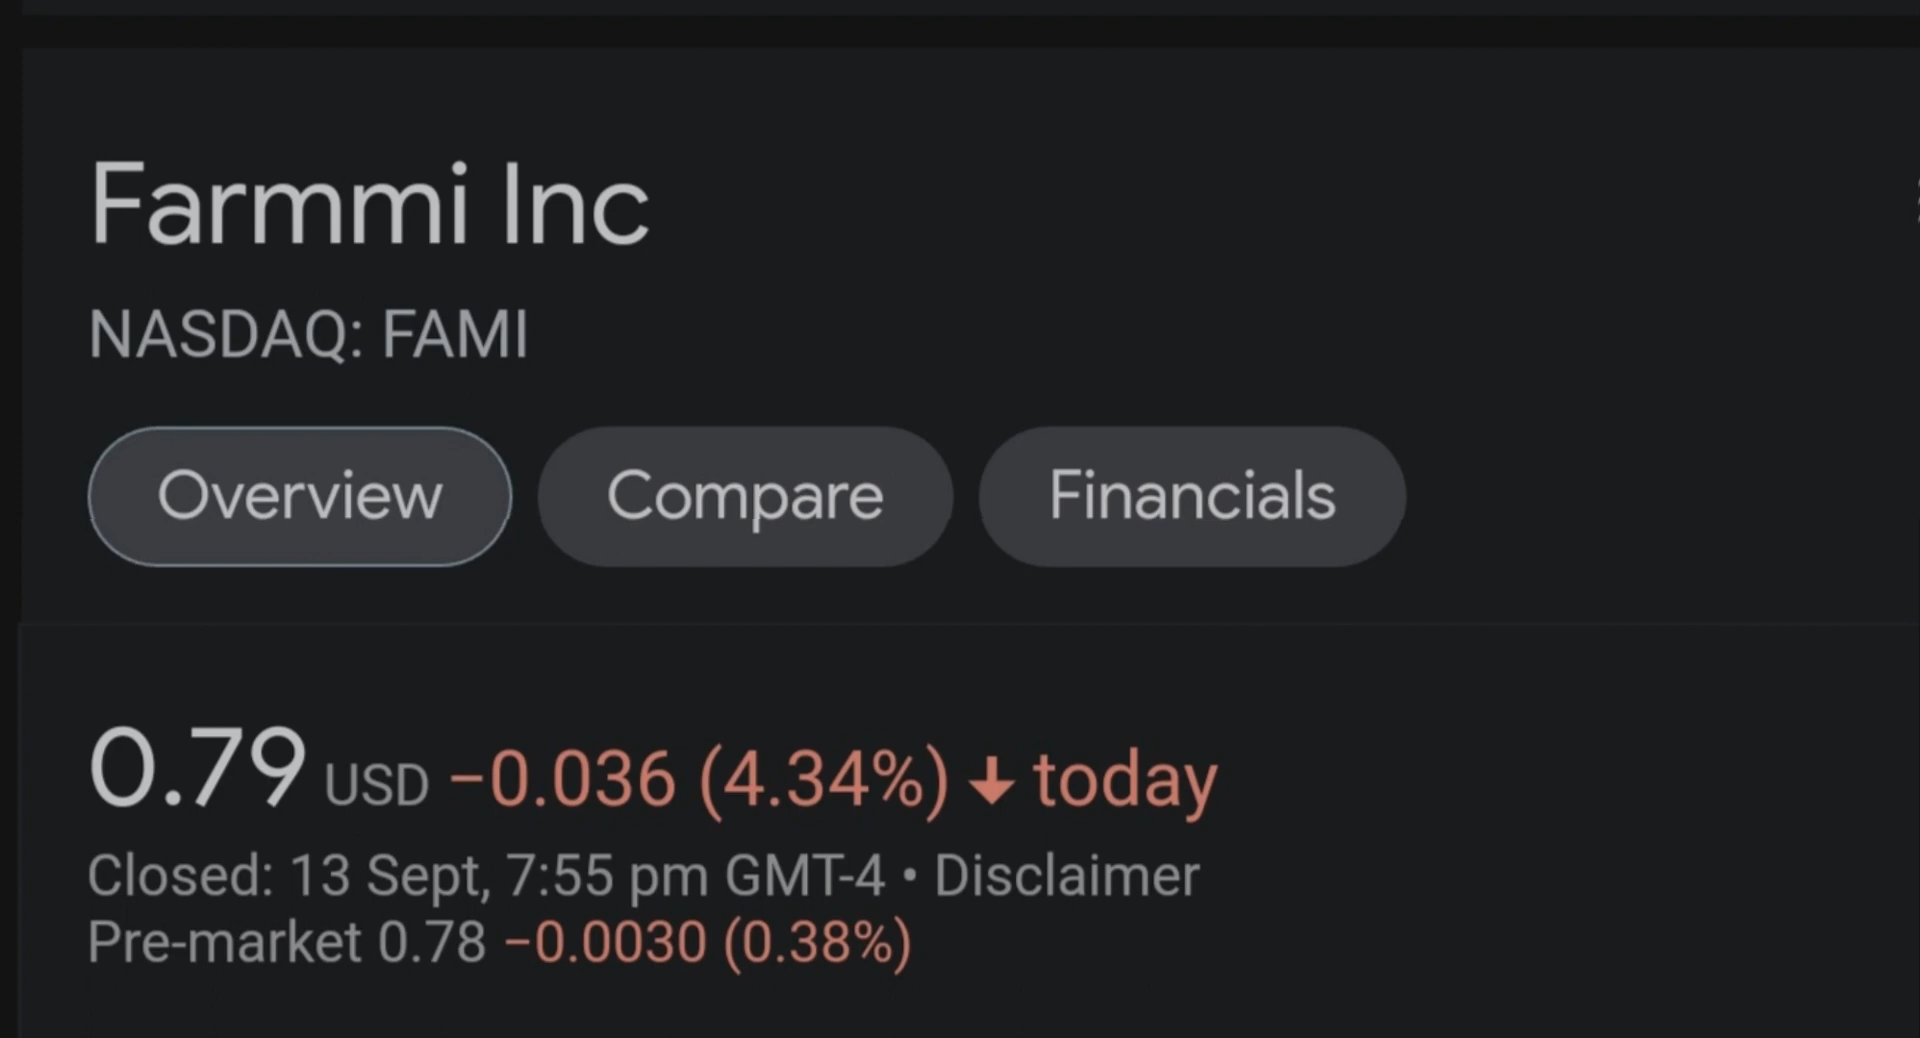 Farmmi Inc
NASDAQ: FAMI
Overview Compare Financials
0.79 USD −0.036 (4.34%) ↓ today
Closed: 13 Sept, 7:55 pm GMT-4 • Disclaimer
Pre-market 0.78 −0.0030 (0.38%)